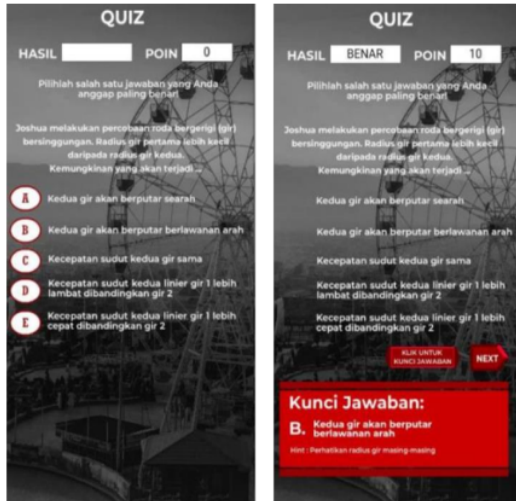 QUIZ
HASIL POIN 0
Pilihlah salah satu jawaban yang Anda
anggap paling benar!
Joshua melakukan percobaan roda bergerigi (gir)
bersinggungan. Radius gir pertama lebih kecil
daripada radius gir kedua.
Kemungkinan yang akan terjadi ...
A Kedua gir akan berputar searah
B Kedua gir akan berputar berlawanan arah
C Kecepatan sudut kedua gir sama
D Kecepatan sudut kedua linier gir 1 lebih
lambat dibandingkan gir 2
E Kecepatan sudut kedua linier gir 1 lebih
cepat dibandingkan gir 2
QUIZ
HASIL BENAR POIN 10
Pilihlah salah satu jawaban yang Anda
anggap paling benar!
Joshua melakukan percobaan roda bergerigi (gir)
bersinggungan. Radius gir pertama lebih kecil
daripada radius gir kedua.
Kemungkinan yang akan terjadi ...
Kedua gir akan berputar searah
Kedua gir akan berputar berlawanan arah
Kecepatan sudut kedua gir sama
Kecepatan sudut kedua linier gir 1 lebih
lambat dibandingkan gir 2
Kecepatan sudut kedua linier gir 1 lebih
cepat dibandingkan gir 2
KLIK UNTUK
KUNCI JAWABAN
NEXT
Kunci Jawaban:
B. Kedua gir akan berputar
berlawanan arah
Hint : Perhatikan radius gir masing-masing